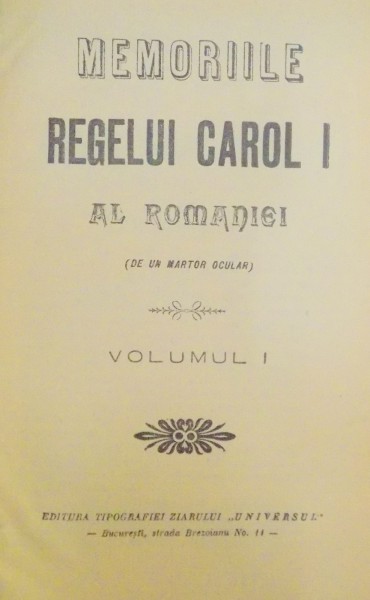 MEMORIILE
REGELUI CAROL I
AL ROMANIEI
(DE UN MARTOR OCULAR)
VOLUMUL I
EDITURA TIPOGRAFIEI ZIARULUI „UNIVERSUL“
— Bucureşti, strada Brezoianu No. 11 —